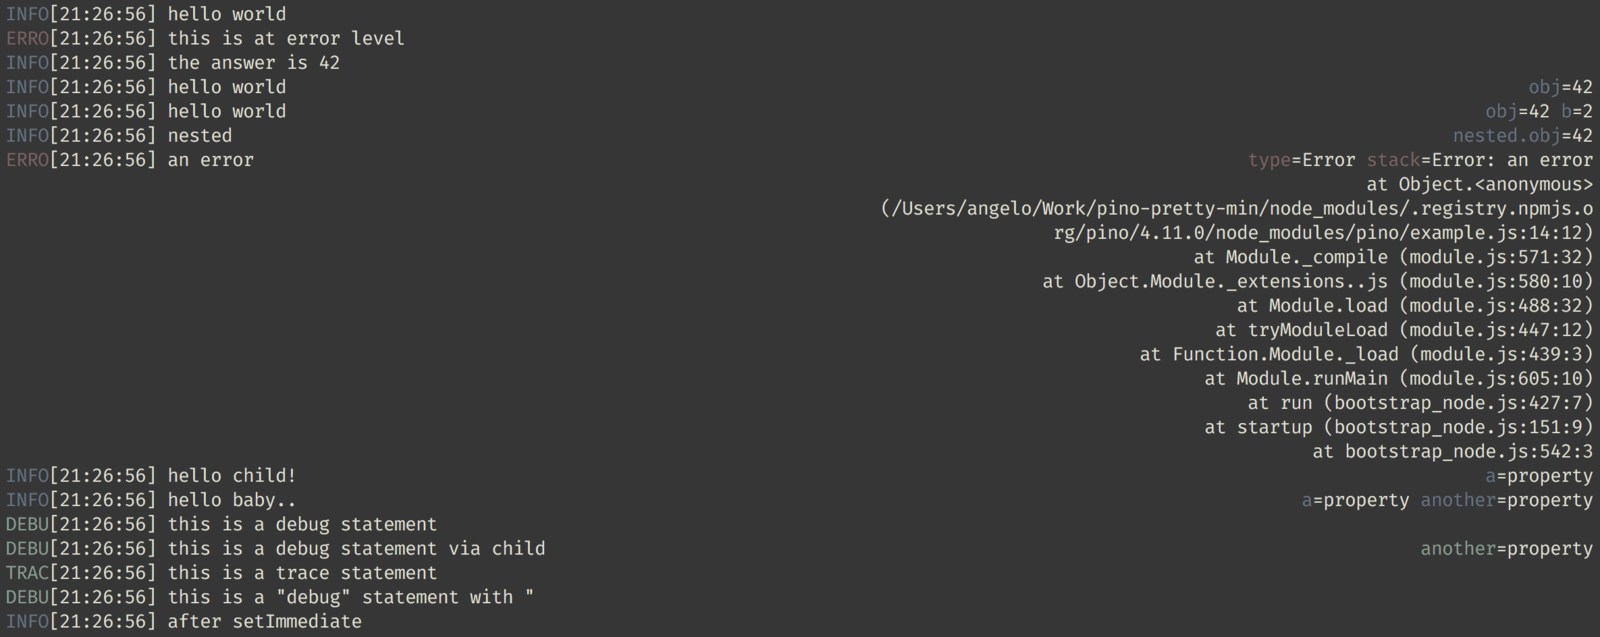 INFO[21:26:56] hello world
ERRO[21:26:56] this is at error level
INFO[21:26:56] the answer is 42
INFO[21:26:56] hello world obj=42
INFO[21:26:56] hello world obj=42 b=2
INFO[21:26:56] nested nested.obj=42
ERRO[21:26:56] an error type=Error stack=Error: an error
at Object.<anonymous>
(/Users/angelo/Work/pino-pretty-min/node_modules/.registry.npmjs.o
rg/pino/4.11.0/node_modules/pino/example.js:14:12)
at Module._compile (module.js:571:32)
at Object.Module._extensions..js (module.js:580:10)
at Module.load (module.js:488:32)
at tryModuleLoad (module.js:447:12)
at Function.Module._load (module.js:439:3)
at Module.runMain (module.js:605:10)
at run (bootstrap_node.js:427:7)
at startup (bootstrap_node.js:151:9)
at bootstrap_node.js:542:3
INFO[21:26:56] hello child! a=property
INFO[21:26:56] hello baby.. a=property another=property
DEBU[21:26:56] this is a debug statement
DEBU[21:26:56] this is a debug statement via child another=property
TRAC[21:26:56] this is a trace statement
DEBU[21:26:56] this is a "debug" statement with "
INFO[21:26:56] after setImmediate